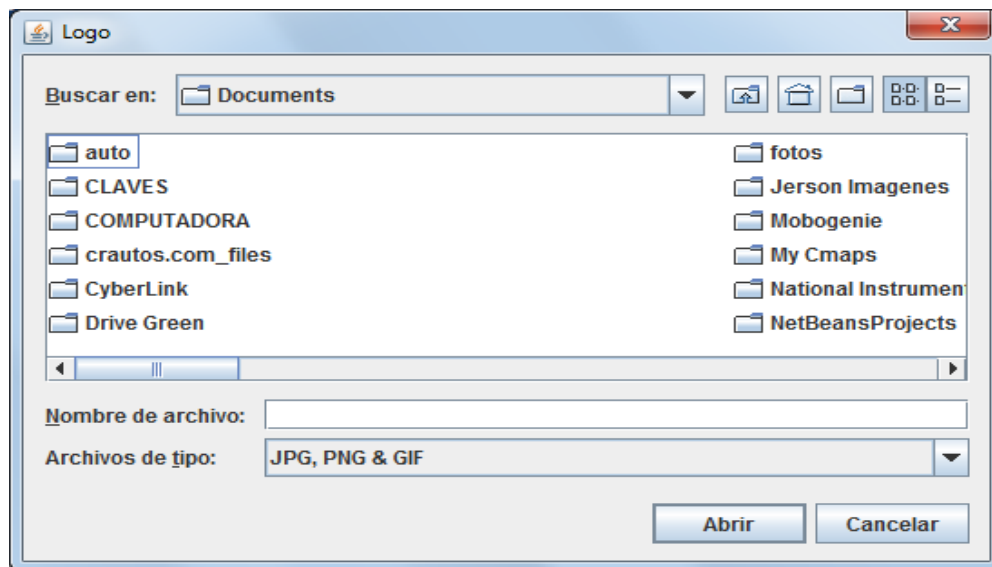 Logo
Buscar en: Documents
auto
CLAVES
COMPUTADORA
crautos.com_files
CyberLink
Drive Green
fotos
Jerson Imagenes
Mobogenie
My Cmaps
National Instrumen
NetBeansProjects
Nombre de archivo:
Archivos de tipo: JPG, PNG & GIF
Abrir Cancelar